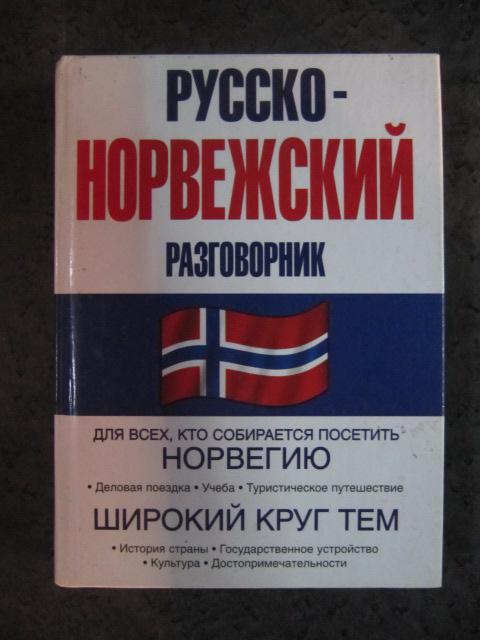 РУССКО-
НОРВЕЖСКИЙ
РАЗГОВОРНИК
ДЛЯ ВСЕХ, КТО СОБИРАЕТСЯ ПОСЕТИТЬ
НОРВЕГИЮ
• Деловая поездка • Учеба • Туристическое путешествие
ШИРОКИЙ КРУГ ТЕМ
• История страны • Государственное устройство
• Культура • Достопримечательности